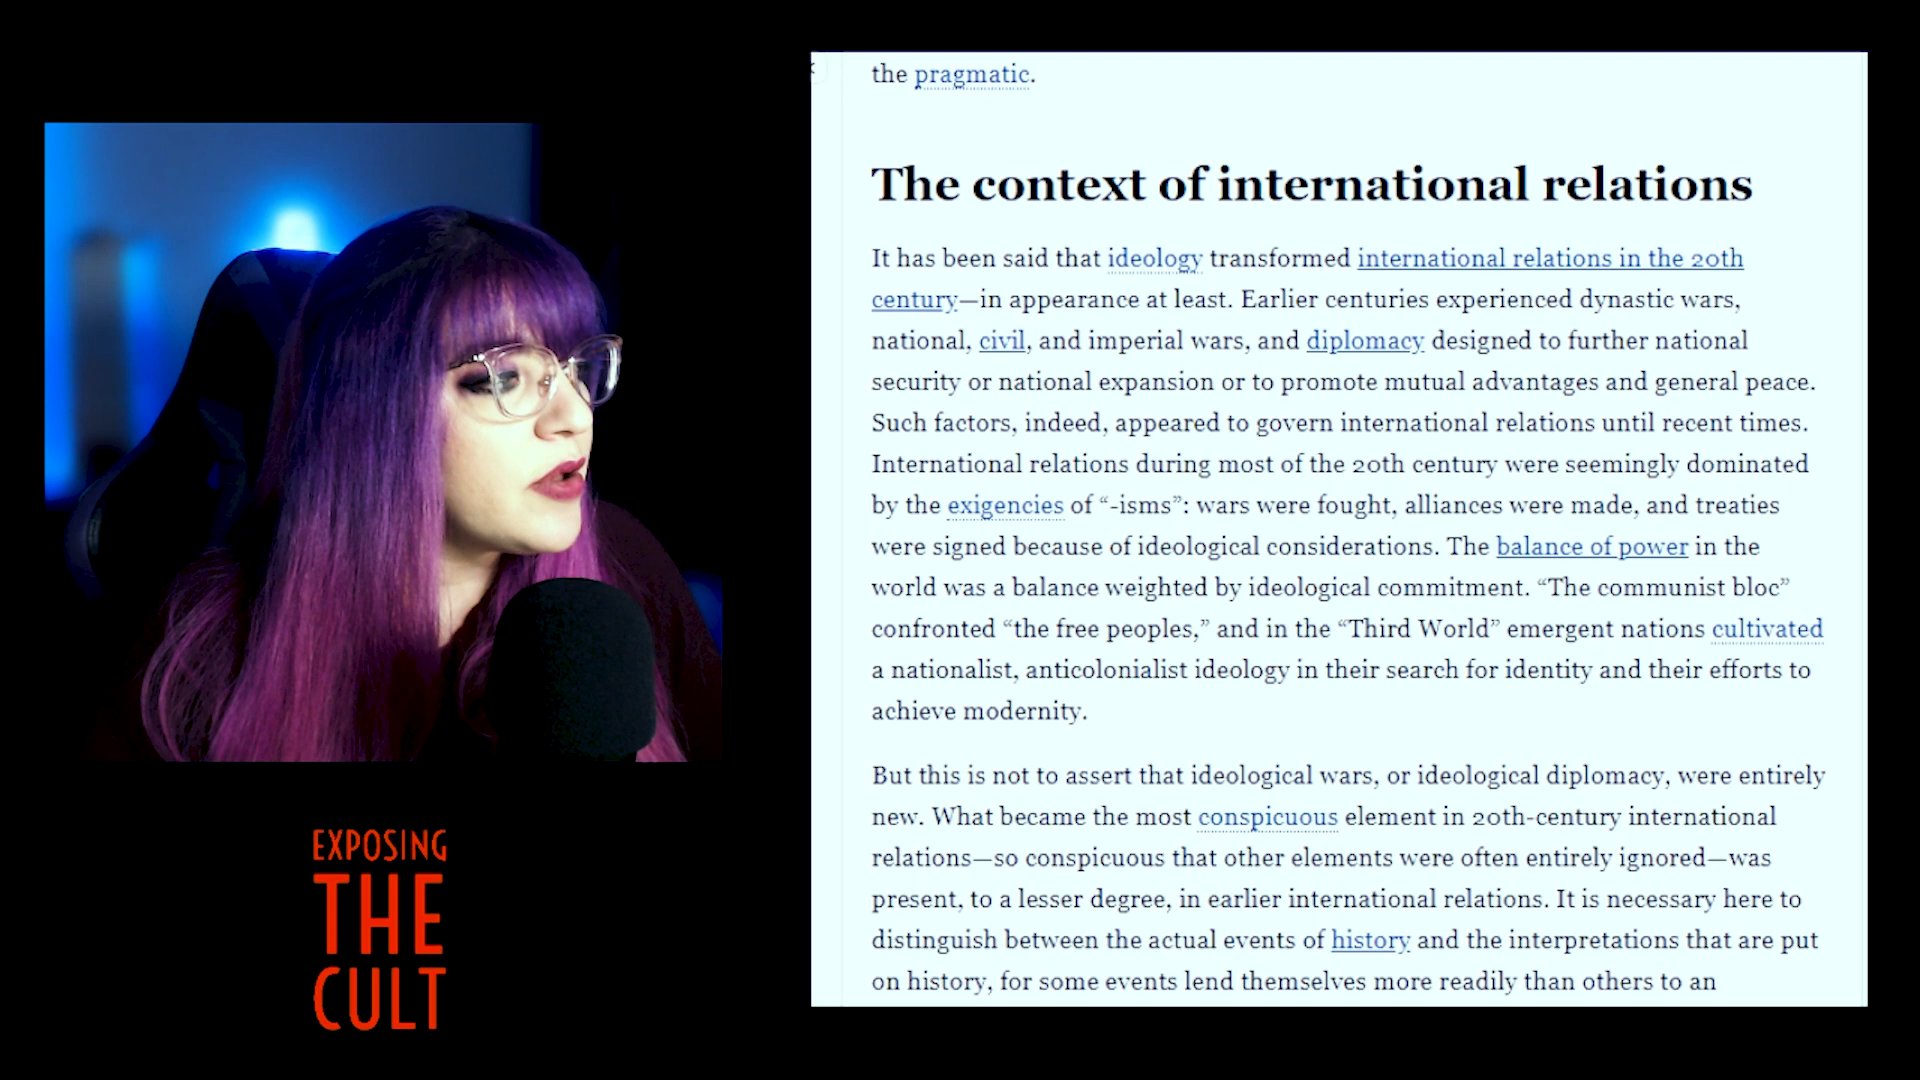 the pragmatic.
The context of international relations
It has been said that ideology transformed international relations in the 20th
century—in appearance at least. Earlier centuries experienced dynastic wars,
national, civil, and imperial wars, and diplomacy designed to further national
security or national expansion or to promote mutual advantages and general peace.
Such factors, indeed, appeared to govern international relations until recent times.
International relations during most of the 20th century were seemingly dominated
by the exigencies of “-isms”: wars were fought, alliances were made, and treaties
were signed because of ideological considerations. The balance of power in the
world was a balance weighted by ideological commitment. “The communist bloc”
confronted “the free peoples,” and in the “Third World” emergent nations cultivated
a nationalist, anticolonialist ideology in their search for identity and their efforts to
achieve modernity.
But this is not to assert that ideological wars, or ideological diplomacy, were entirely
new. What became the most conspicuous element in 20th-century international
relations—so conspicuous that other elements were often entirely ignored—was
present, to a lesser degree, in earlier international relations. It is necessary here to
distinguish between the actual events of history and the interpretations that are put
on history, for some events lend themselves more readily than others to an
EXPOSING
THE
CULT